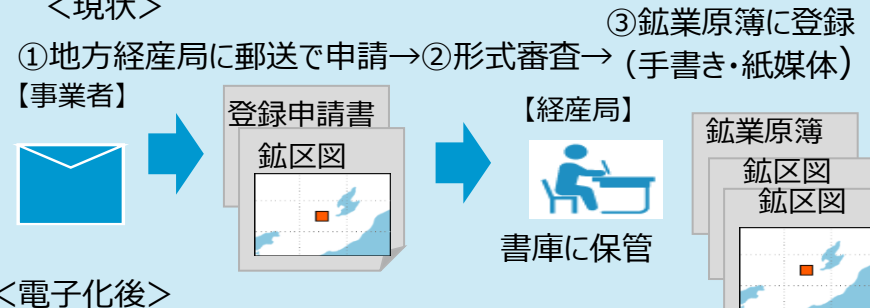 <現状>
①地方経産局に郵送で申請→②形式審査→
③鉱業原簿に登録
(手書き・紙媒体)
【事業者】
登録申請書
鉱区図
【経産局】
書庫に保管
鉱業原簿
鉱区図
鉱区図
<電子化後>